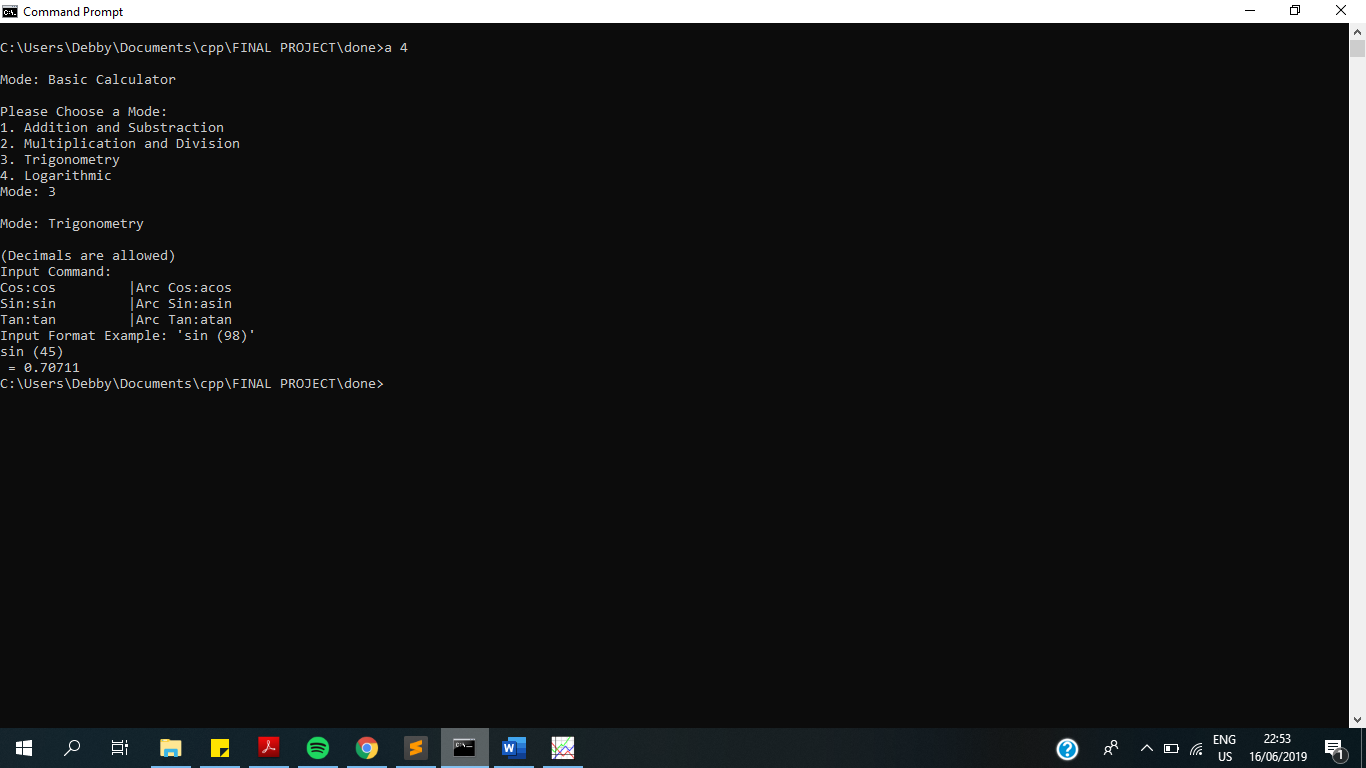 Command Prompt
C:\Users\Debby\Documents\cpp\FINAL PROJECT\done>a 4
Mode: Basic Calculator
Please Choose a Mode:
1. Addition and Substraction
2. Multiplication and Division
3. Trigonometry
4. Logarithmic
Mode: 3
Mode: Trigonometry
(Decimals are allowed)
Input Command:
Cos:cos         |Arc Cos:acos
Sin:sin         |Arc Sin:asin
Tan:tan         |Arc Tan:atan
Input Format Example: 'sin (98)'
sin (45)
 = 0.70711
C:\Users\Debby\Documents\cpp\FINAL PROJECT\done>
ENG
US
22:53
16/06/2019
1